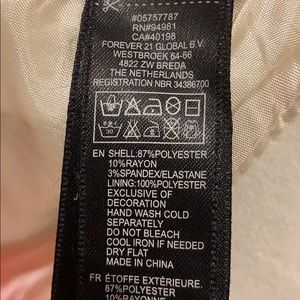 #05757787
RN#94981
CA#40198
FOREVER 21 GLOBAL B.V.
WESTBROEK 64-66
4822 ZW BREDA
THE NETHERLANDS
REGISTRATION NBR 34386700
EN SHELL:87%POLYESTER
10%RAYON
3%SPANDEX/ELASTANE
LINING:100%POLYESTER
EXCLUSIVE OF
DECORATION
HAND WASH COLD
SEPARATELY
DO NOT BLEACH
COOL IRON IF NEEDED
DRY FLAT
MADE IN CHINA
FR ÉTOFFE EXTÉRIEURE:
87%POLYESTER
10%RAYONNE